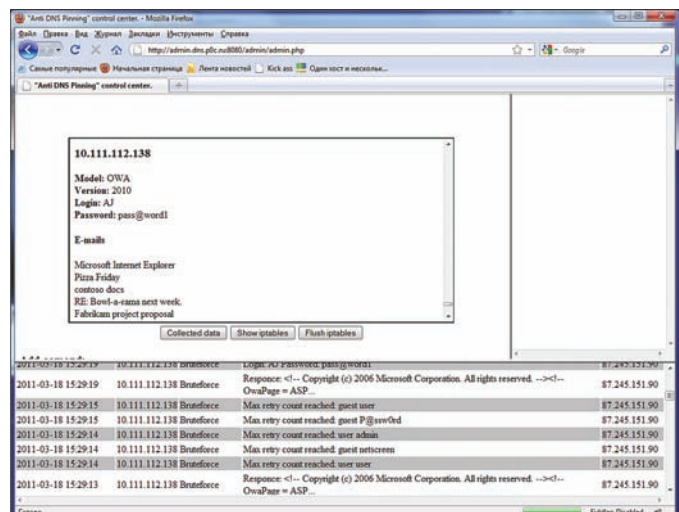 "Anti DNS Pinning" control center. - Mozilla Firefox
Файл Правка Вид Журнал Закладки Инструменты Справка
http://admin.dns.p0c.ru:8080/admin/admin.php
Google
Самые популярные Начальная страница Лента новостей Kick ass Один хост и нескольк...
"Anti DNS Pinning" control center.
10.111.112.138
Model: OWA
Version: 2010
Login: AJ
Password: pass@word1
E-mails
Microsoft Internet Explorer
Pizza Friday
contoso docs
RE: Bowl-a-rama next week.
Fabrikam project proposal
Collected data Show iptables Flush iptables
2011-03-18 15:29:19 10.111.112.138 Bruteforce Login: AJ Password: pass@word1 87.245.151.90
2011-03-18 15:29:19 10.111.112.138 Bruteforce Responce: <!-- Copyright (c) 2006 Microsoft Corporation. All rights reserved. --><!-- OwaPage = ASP... 87.245.151.90
2011-03-18 15:29:15 10.111.112.138 Bruteforce Max retry count reached: guest user 87.245.151.90
2011-03-18 15:29:15 10.111.112.138 Bruteforce Max retry count reached: guest P@ssw0rd 87.245.151.90
2011-03-18 15:29:14 10.111.112.138 Bruteforce Max retry count reached: user admin 87.245.151.90
2011-03-18 15:29:14 10.111.112.138 Bruteforce Max retry count reached: guest netscreen 87.245.151.90
2011-03-18 15:29:14 10.111.112.138 Bruteforce Max retry count reached: user user 87.245.151.90
2011-03-18 15:29:13 10.111.112.138 Bruteforce Responce: <!-- Copyright (c) 2006 Microsoft Corporation. All rights reserved. --><!-- OwaPage = ASP... 87.245.151.90
Готово
Fiddler: Disabled